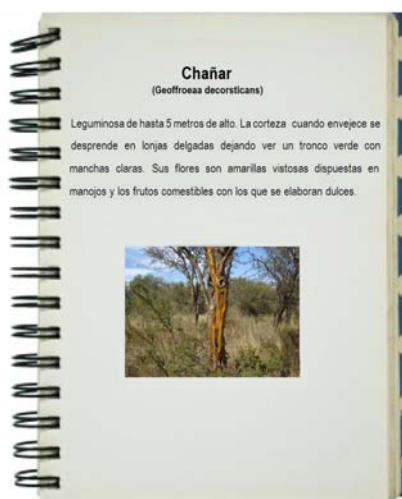 Chañar
(Geoffroeaa decorsticans)
Leguminosa de hasta 5 metros de alto. La corteza cuando envejece se
desprende en lonjas delgadas dejando ver un tronco verde con
manchas claras. Sus flores son amarillas vistosas dispuestas en
manojos y los frutos comestibles con los que se elaboran dulces.